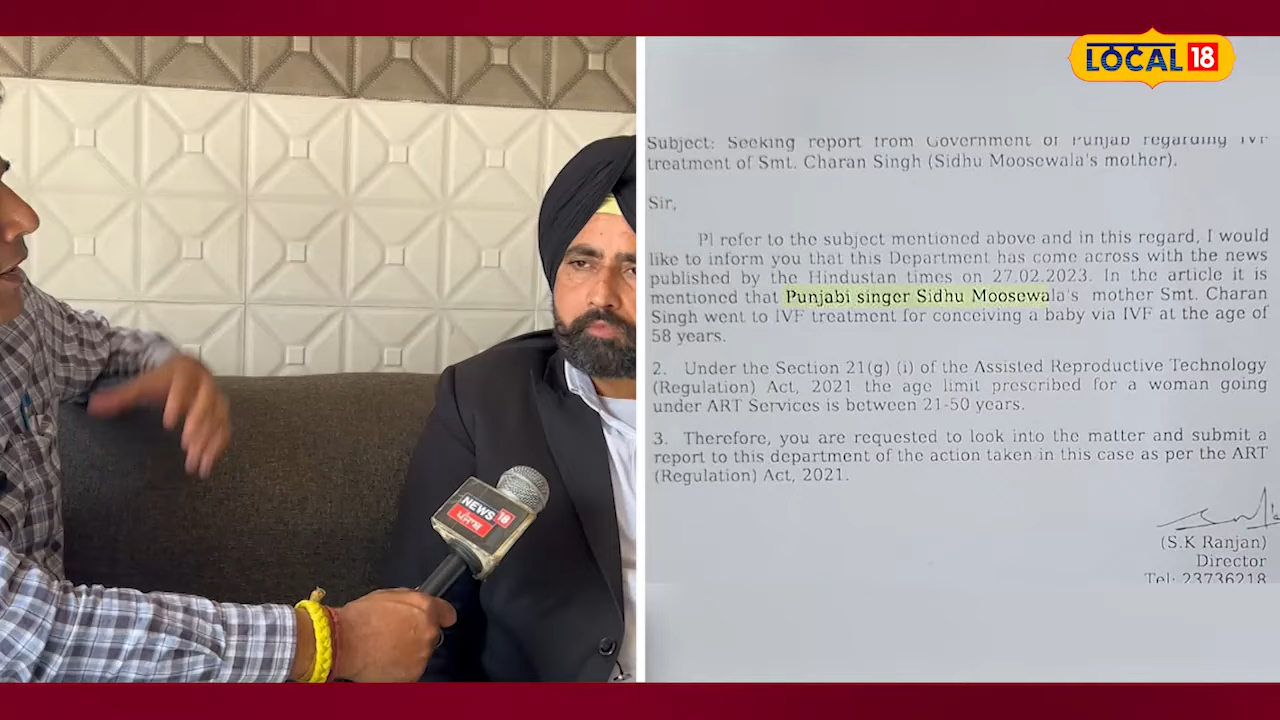 LOCAL 18
Subject: Seeking report from Government of Punjab regarding IVF
treatment of Smt. Charan Singh (Sidhu Moosewala's mother).
Sir,
Pl refer to the subject mentioned above and in this regard, I would
like to inform you that this Department has come across with the news
published by the Hindustan times on 27.02.2023. In the article it is
mentioned that Punjabi singer Sidhu Moosewala's mother Smt. Charan
Singh went to IVF treatment for conceiving a baby via IVF at the age of
58 years.
2. Under the Section 21(g) (i) of the Assisted Reproductive Technology
(Regulation) Act, 2021 the age limit prescribed for a woman going
under ART Services is between 21-50 years.
3. Therefore, you are requested to look into the matter and submit a
report to this department of the action taken in this case as per the ART
(Regulation) Act, 2021.
(S.K Ranjan)
Director
Tel: 23736218
NEWS 18
ਪੰਜਾਬ